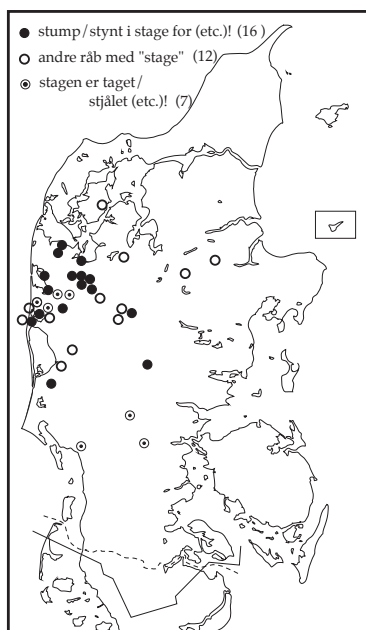 stump/stynt i stage for (etc.)! (16)
andre råb med "stage" (12)
stagen er taget/
stjålet (etc.)! (7)